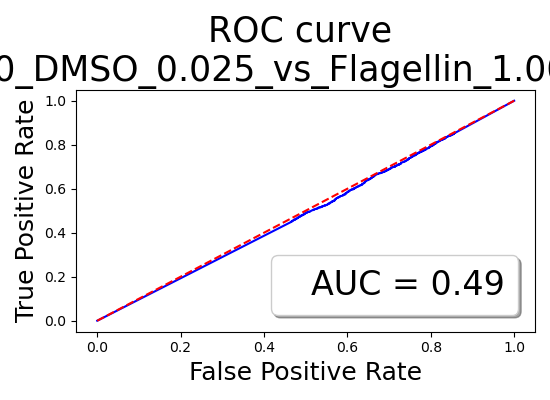 ROC curve
0_DMSO_0.025_vs_Flagellin_1.00
True Positive Rate
1.0
0.8
0.6
0.4
0.2
0.0
AUC = 0.49
0.0 0.2 0.4 0.6 0.8 1.0
False Positive Rate